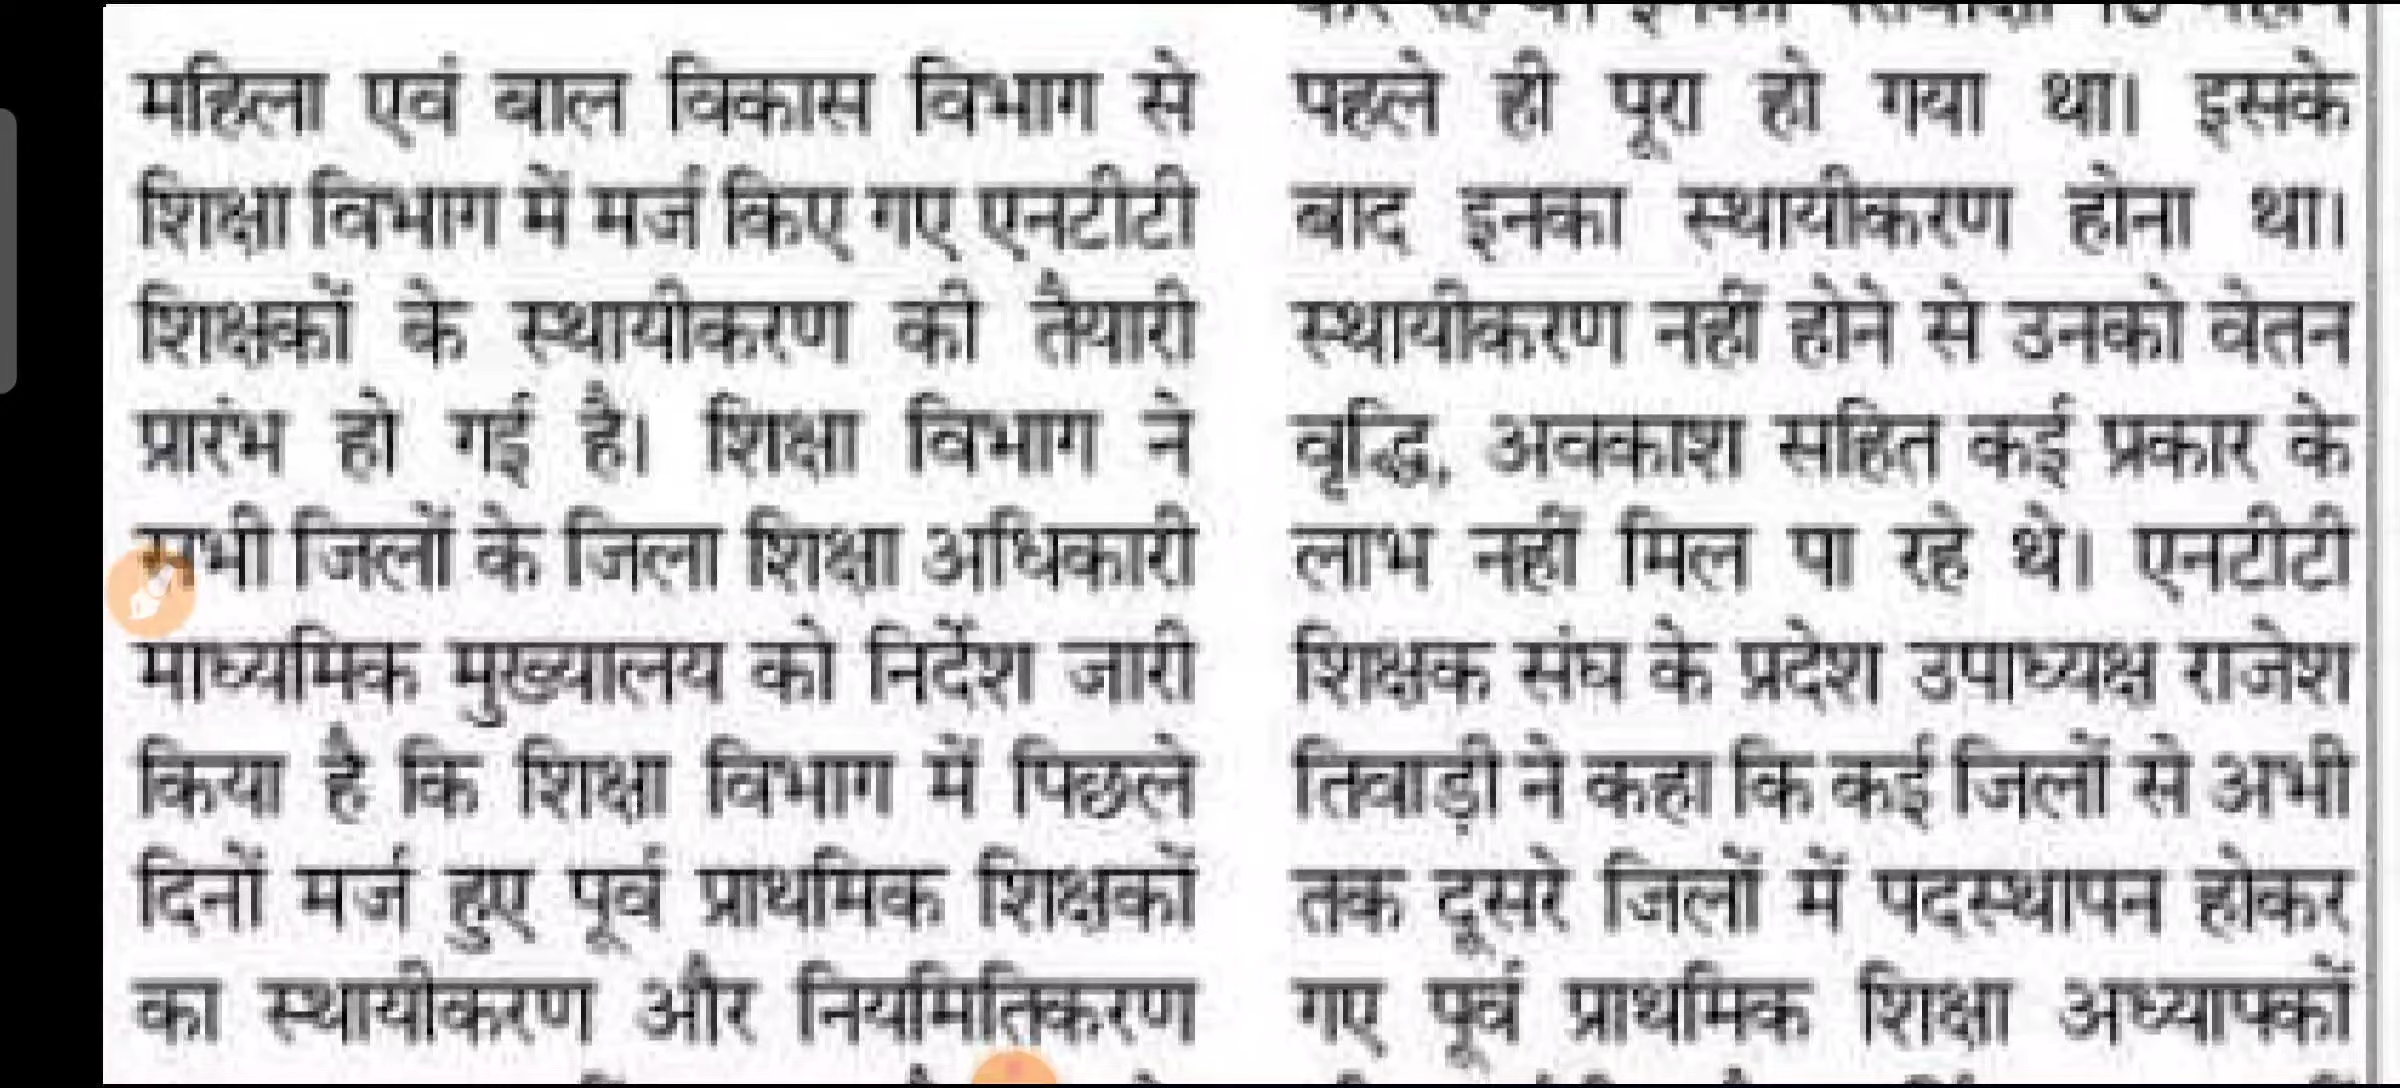 महिला एवं बाल विकास विभाग से
शिक्षा विभाग में मर्ज किए गए एनटीटी
शिक्षकों के स्थायीकरण की तैयारी
प्रारंभ हो गई है। शिक्षा विभाग ने
सभी जिलों के जिला शिक्षा अधिकारी
माध्यमिक मुख्यालय को निर्देश जारी
किया है कि शिक्षा विभाग में पिछले
दिनों मर्ज हुए पूर्व प्राथमिक शिक्षकों
का स्थायीकरण और नियमितिकरण
पहले ही पूरा हो गया था। इसके
बाद इनका स्थायीकरण होना था।
स्थायीकरण नहीं होने से उनको वेतन
वृद्धि, अवकाश सहित कई प्रकार के
लाभ नहीं मिल पा रहे थे। एनटीटी
शिक्षक संघ के प्रदेश उपाध्यक्ष राजेश
तिवाड़ी ने कहा कि कई जिलों से अभी
तक दूसरे जिलों में पदस्थापन होकर
गए पूर्व प्राथमिक शिक्षा अध्यापकों